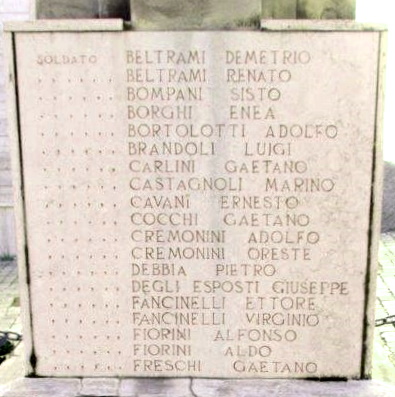 SOLDATO BELTRAMI DEMETRIO
. . . . . . BELTRAMI RENATO
. . . . . . BOMPANI SISTO
. . . . . . BORGHI ENEA
. . . . . . BORTOLOTTI ADOLFO
. . . . . . BRANDOLI LUIGI
. . . . . . CARLINI GAETANO
. . . . . . CASTAGNOLI MARINO
. . . . . . CAVANI ERNESTO
. . . . . . COCCHI GAETANO
. . . . . . CREMONINI ADOLFO
. . . . . . CREMONINI ORESTE
. . . . . . DEBBIA PIETRO
. . . . . . DEGLI ESPOSTI GIUSEPPE
. . . . . . FANCINELLI ETTORE
. . . . . . FANCINELLI VIRGINIO
. . . . . . FIORINI ALFONSO
. . . . . . FIORINI ALDO
. . . . . . FRESCHI GAETANO